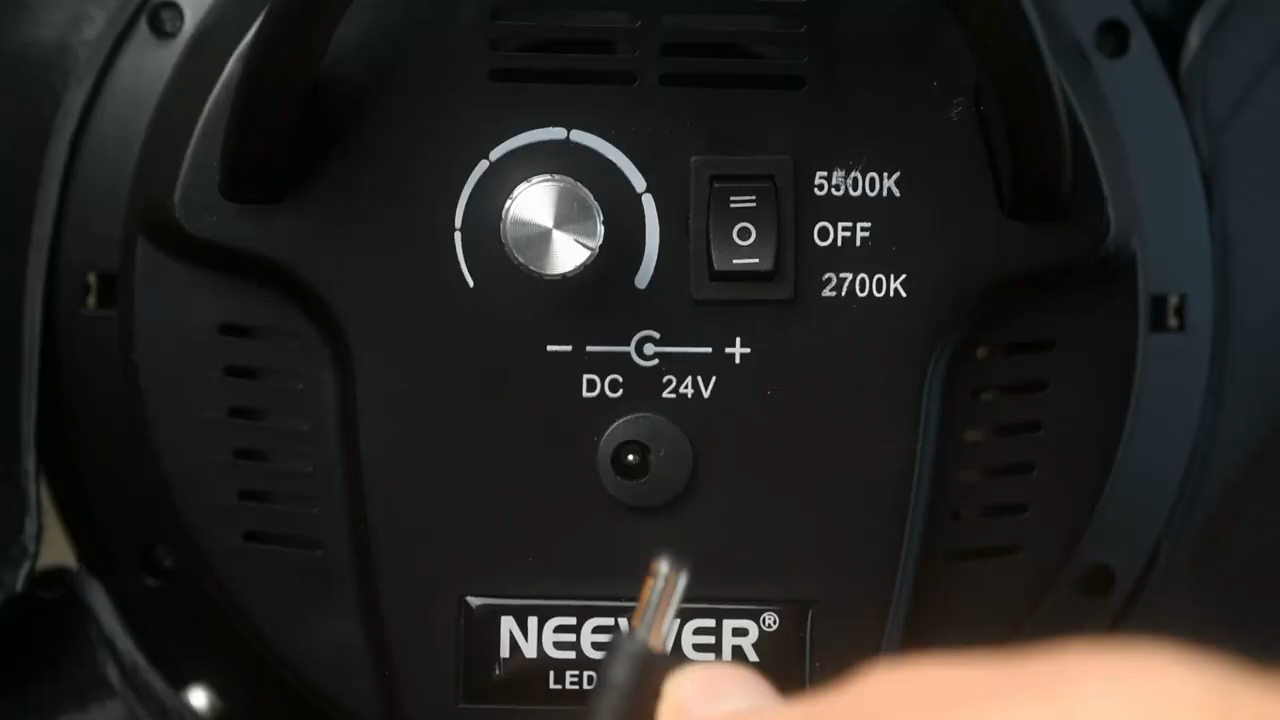 5500K
OFF
2700K
− +
DC 24V
NEEWER®
LED